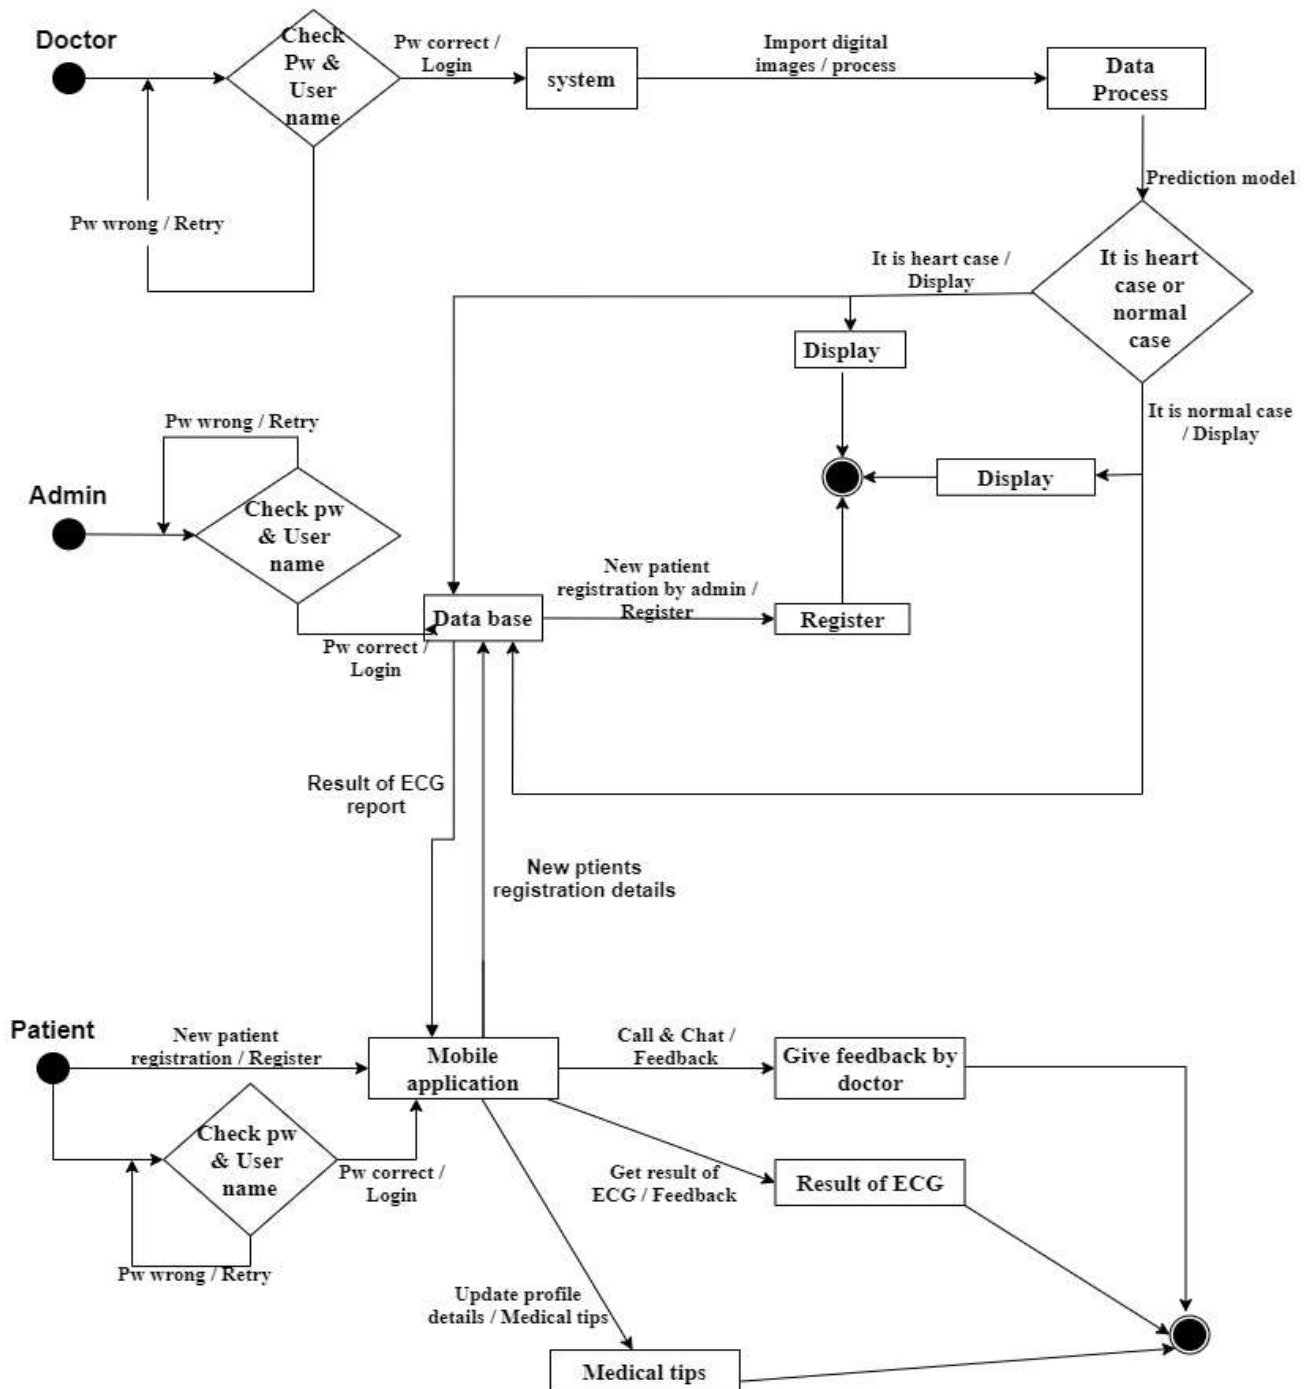 Doctor
Check
Pw &
User
name
Pw correct /
Login
system
Import digital
images / process
Data
Process
Pw wrong / Retry
Prediction model
It is heart case /
Display
It is heart
case or
normal
case
Display
It is normal case
/ Display
Pw wrong / Retry
Display
Admin
Check pw
& User
name
New patient
registration by admin /
Register
Data base
Register
Pw correct /
Login
Result of ECG
report
New ptients
registration details
Patient
New patient
registration / Register
Mobile
application
Call & Chat /
Feedback
Give feedback by
doctor
Check pw
& User
name
Pw correct /
Login
Get result of
ECG / Feedback
Result of ECG
Pw wrong / Retry
Update profile
details / Medical tips
Medical tips